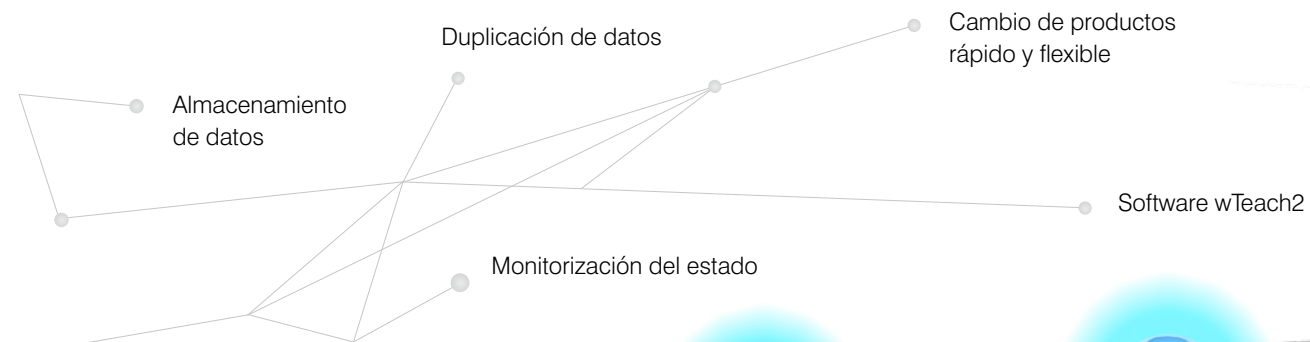 Cambio de productos
rápido y flexible
Duplicación de datos
Almacenamiento
de datos
Software wTeach2
Monitorización del estado